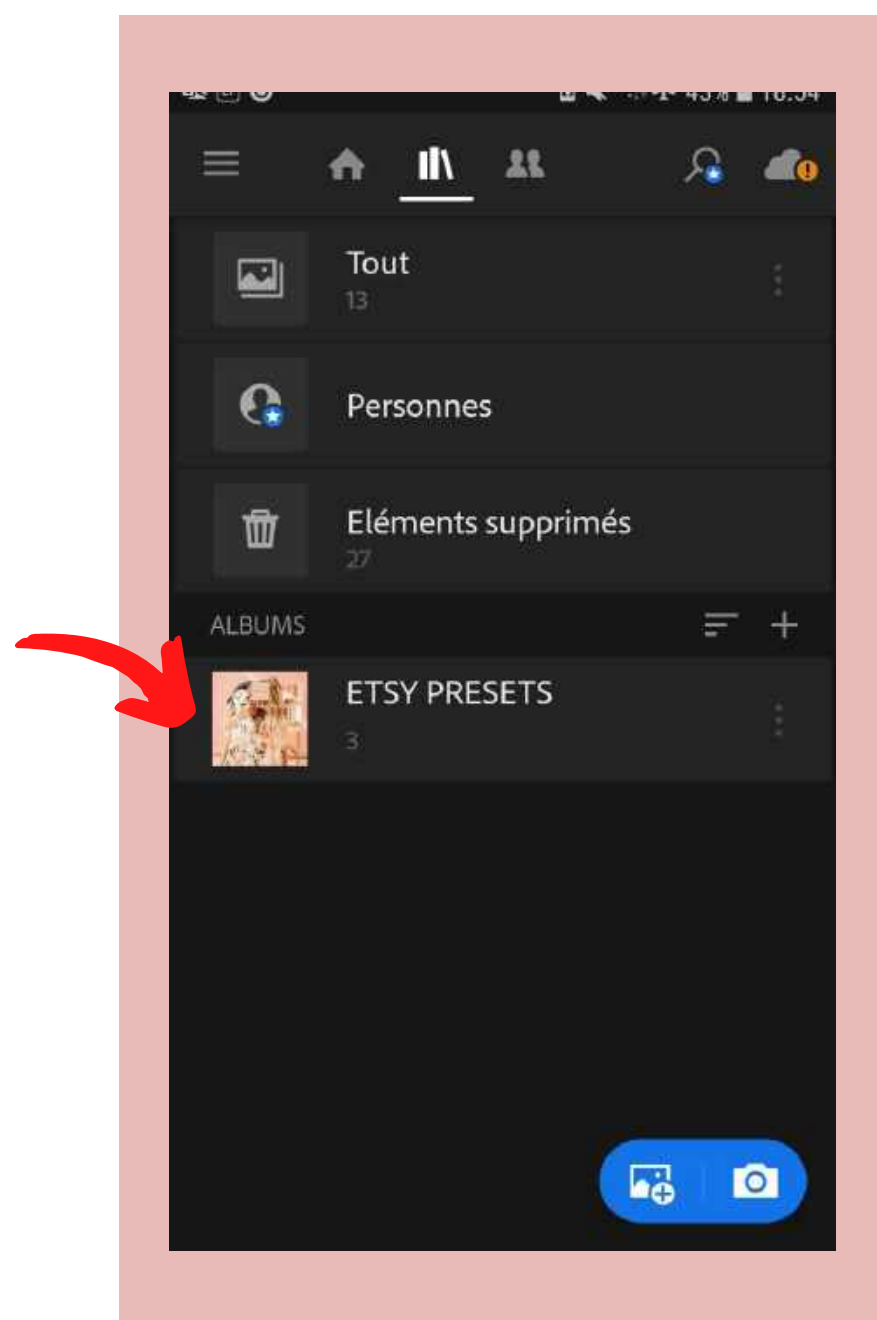 Tout
13
Personnes
Eléments supprimés
27
ALBUMS
ETSY PRESETS
3